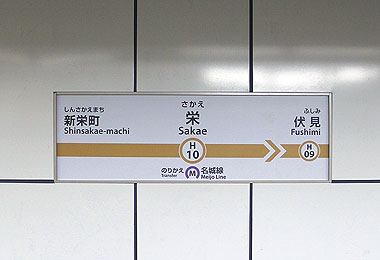 しんさかえまち
新栄町
Shinsakae-machi
さかえ
栄
Sakae
ふしみ
伏見
Fushimi
H
10
H
09
のりかえ
Transfer
M
名城線
Meijo Line